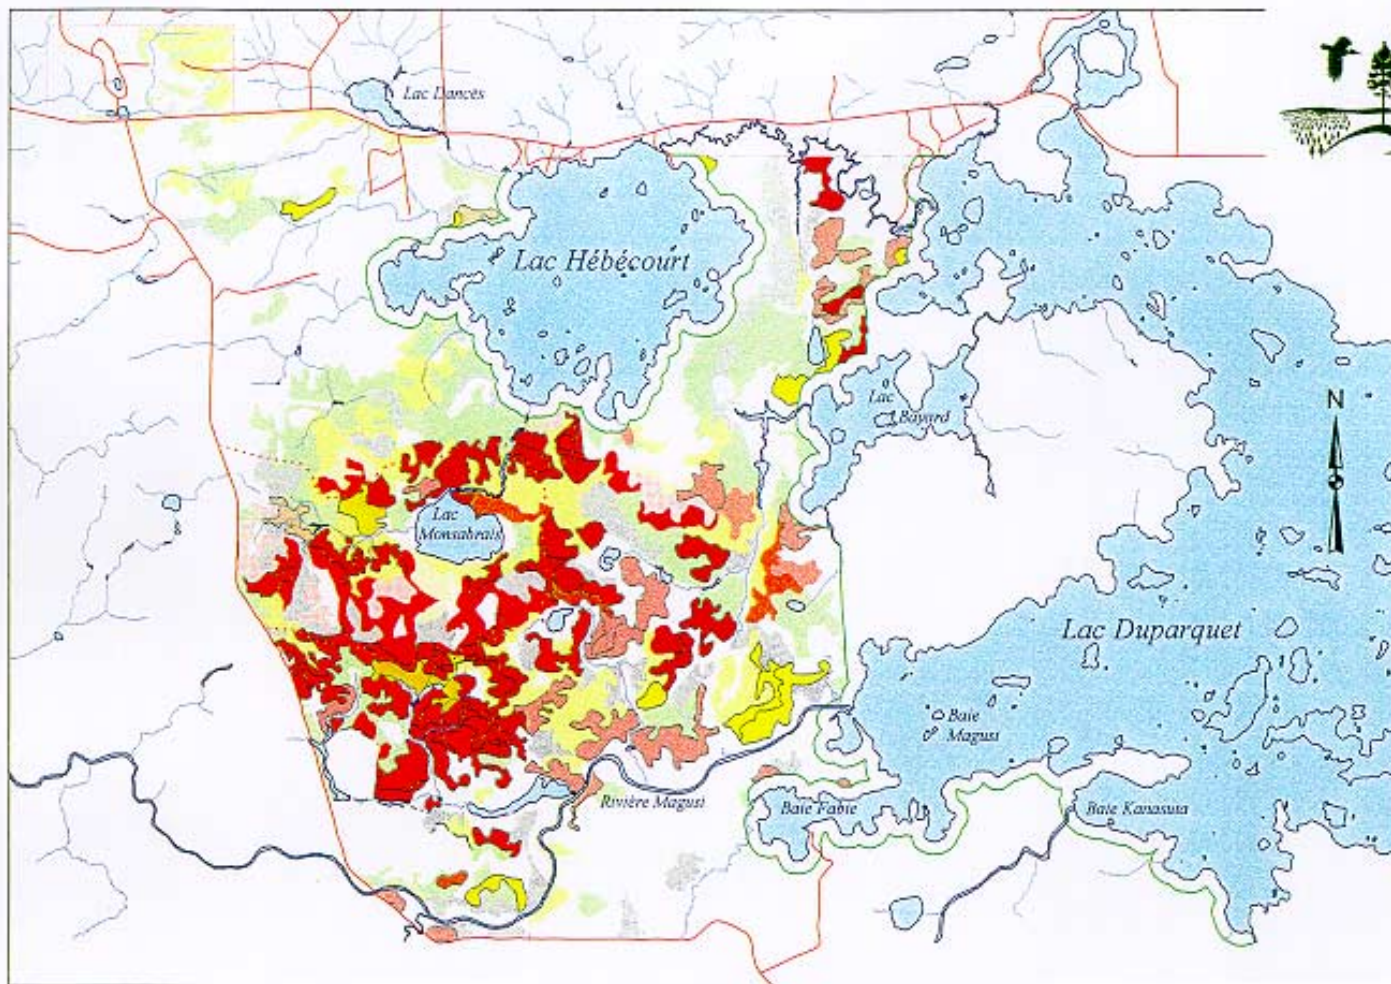 Lac Dancès
Lac Hébécourt
N
Lac
Bayard
Lac
Monsabrais
Lac Duparquet
Baie
Magusi
Rivière Magusi
Baie Fabie
Baie Kanasuta